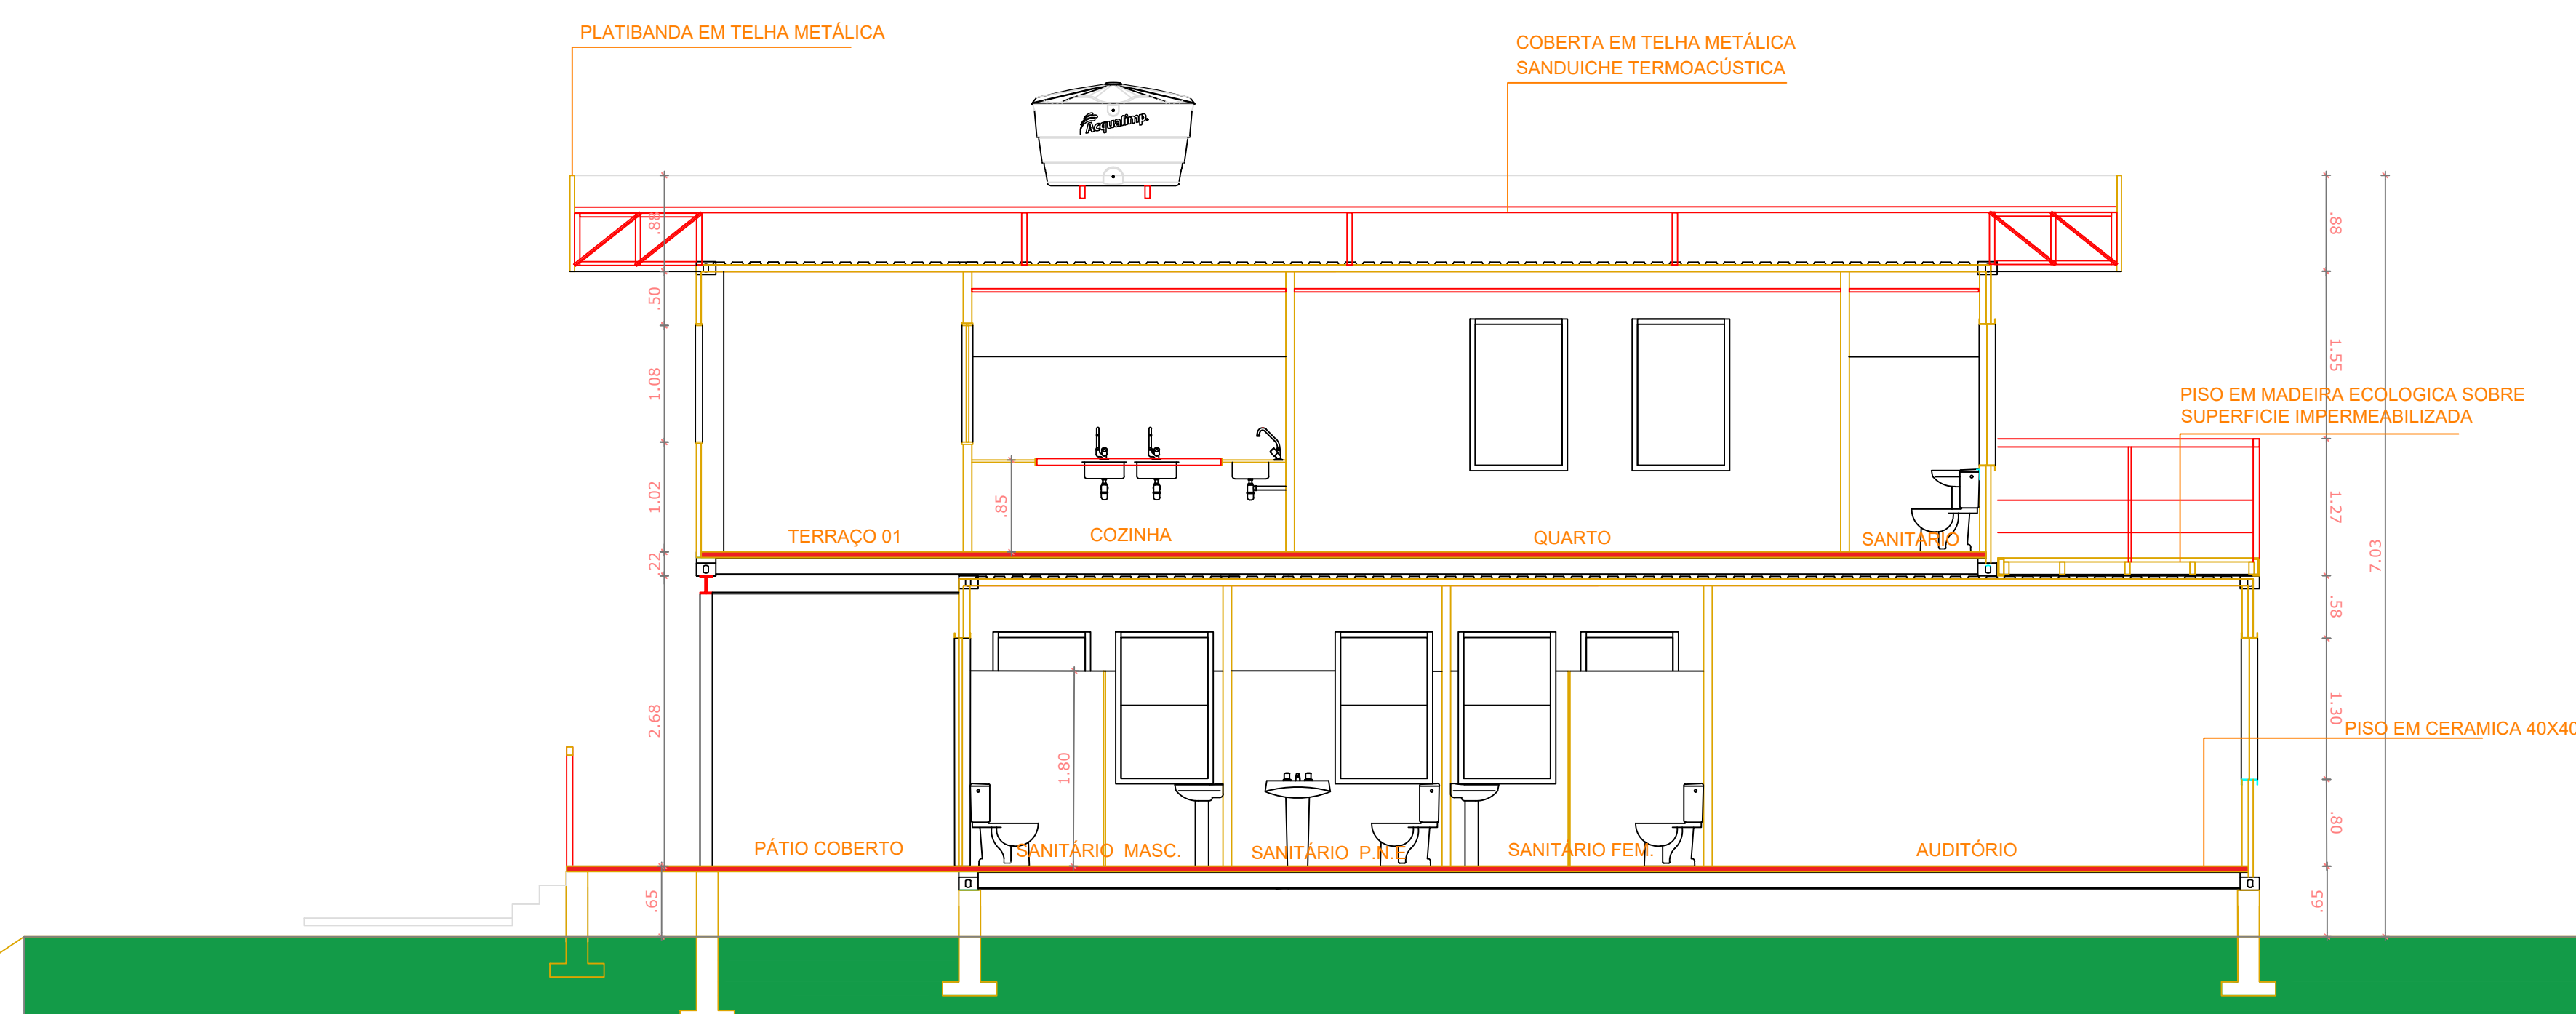 PLATIBANDA EM TELHA METÁLICA
COBERTA EM TELHA METÁLICA
SANDUICHE TERMOACÚSTICA
Acqualimp.
.88
.50
1.08
1.02
.22
2.68
.65
.85
1.80
.88
1.55
1.27
.58
1.30
.80
.65
7.03
PISO EM MADEIRA ECOLOGICA SOBRE
SUPERFICIE IMPERMEABILIZADA
TERRAÇO 01
COZINHA
QUARTO
SANITÁRIO
PISO EM CERAMICA 40X40
PÁTIO COBERTO
SANITÁRIO MASC.
SANITÁRIO P.N.E
SANITÁRIO FEM.
AUDITÓRIO